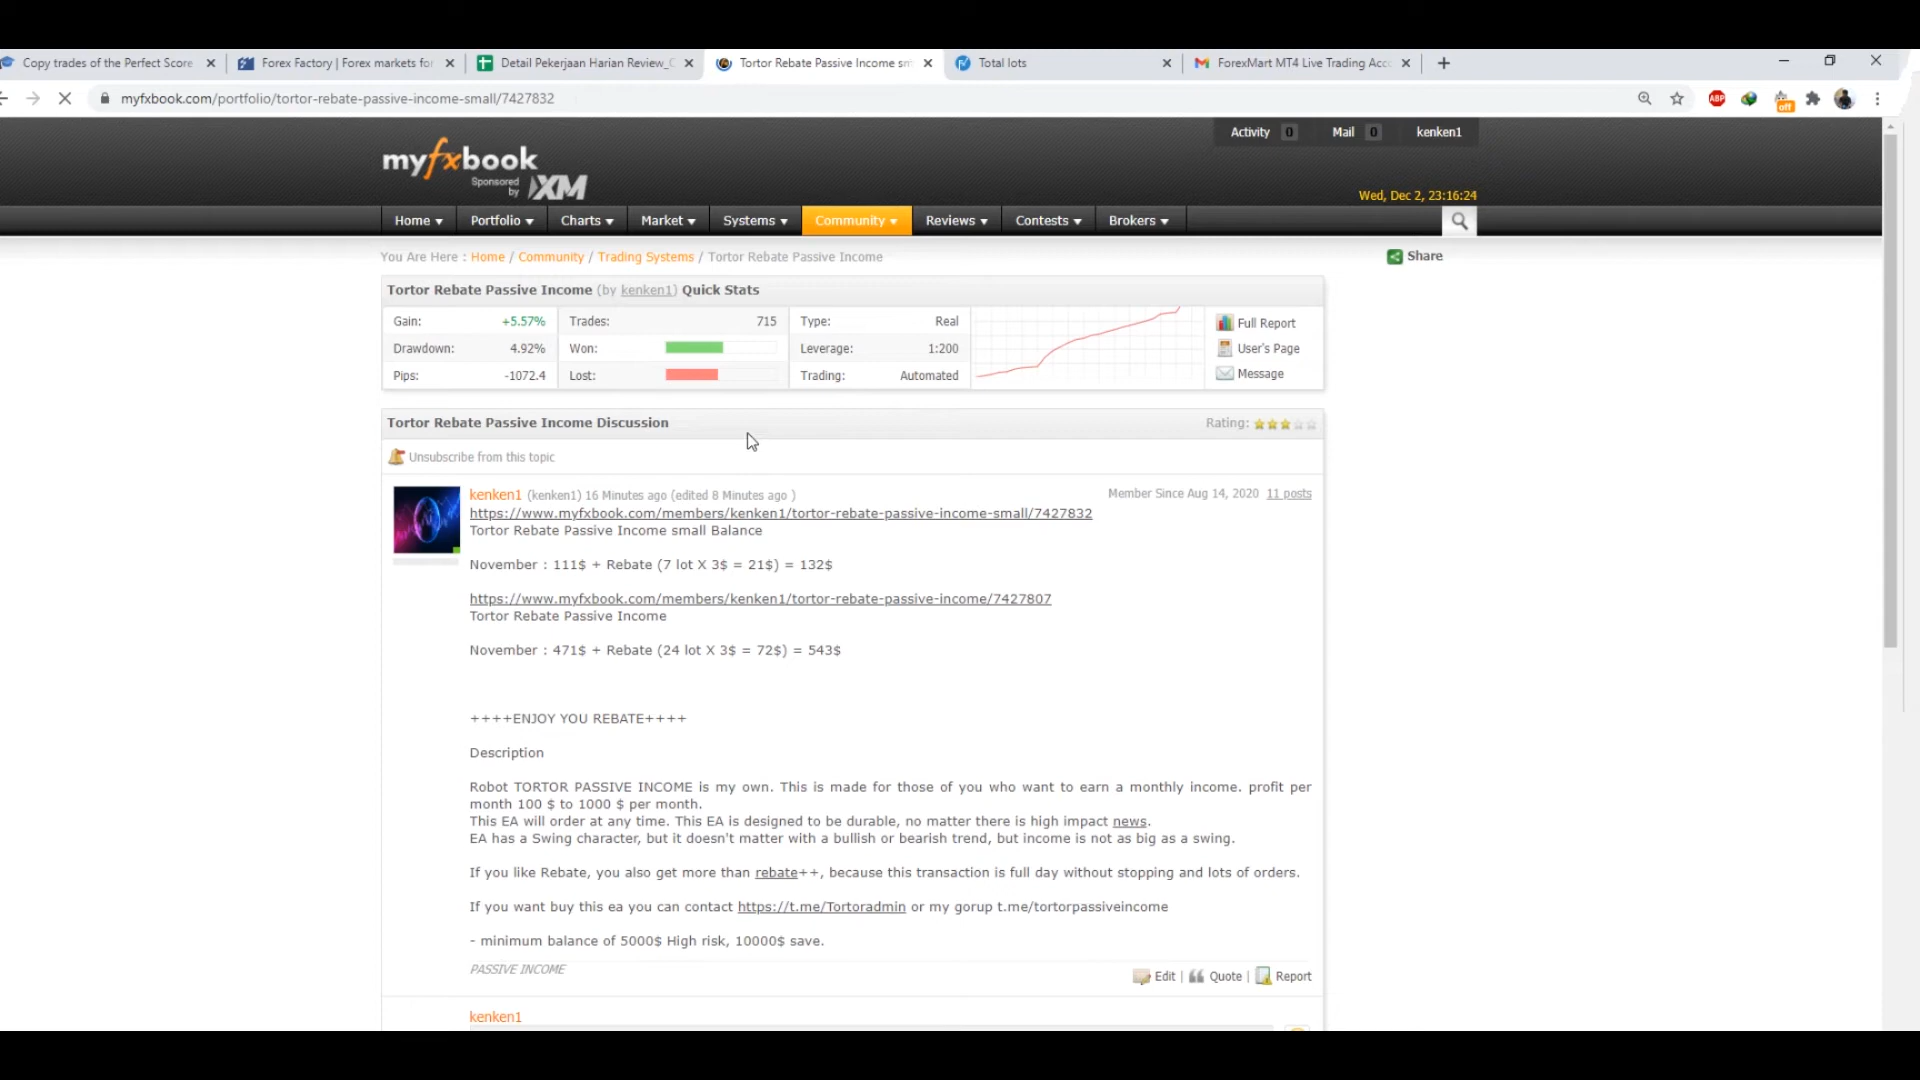 Copy trades of the Perfect Score
Forex Factory | Forex markets for
Detail Pekerjaan Harian Review_C
Tortor Rebate Passive Income sm
Total lots
ForexMart MT4 Live Trading Acc
myfxbook.com/portfolio/tortor-rebate-passive-income-small/7427832
ABP
off
Activity 0 Mail 0 kenken1
myfxbook
Sponsored by XM
Wed, Dec 2, 23:16:24
Home Portfolio Charts Market Systems Community Reviews Contests Brokers
You Are Here : Home / Community / Trading Systems / Tortor Rebate Passive Income
Share
Tortor Rebate Passive Income (by kenken1) Quick Stats
Gain: +5.57% Trades: 715 Type: Real Full Report
Drawdown: 4.92% Won: Leverage: 1:200 User's Page
Pips: -1072.4 Lost: Trading: Automated Message
Tortor Rebate Passive Income Discussion Rating:
Unsubscribe from this topic
kenken1 (kenken1) 16 Minutes ago (edited 8 Minutes ago ) Member Since Aug 14, 2020 11 posts
https://www.myfxbook.com/members/kenken1/tortor-rebate-passive-income-small/7427832
Tortor Rebate Passive Income small Balance
November : 111$ + Rebate (7 lot X 3$ = 21$) = 132$
https://www.myfxbook.com/members/kenken1/tortor-rebate-passive-income/7427807
Tortor Rebate Passive Income
November : 471$ + Rebate (24 lot X 3$ = 72$) = 543$
++++ENJOY YOU REBATE++++
Description
Robot TORTOR PASSIVE INCOME is my own. This is made for those of you who want to earn a monthly income. profit per
month 100 $ to 1000 $ per month.
This EA will order at any time. This EA is designed to be durable, no matter there is high impact news.
EA has a Swing character, but it doesn't matter with a bullish or bearish trend, but income is not as big as a swing.
If you like Rebate, you also get more than rebate++, because this transaction is full day without stopping and lots of orders.
If you want buy this ea you can contact https://t.me/Tortoradmin or my gorup t.me/tortorpassiveincome
- minimum balance of 5000$ High risk, 10000$ save.
PASSIVE INCOME
Edit | Quote | Report
kenken1